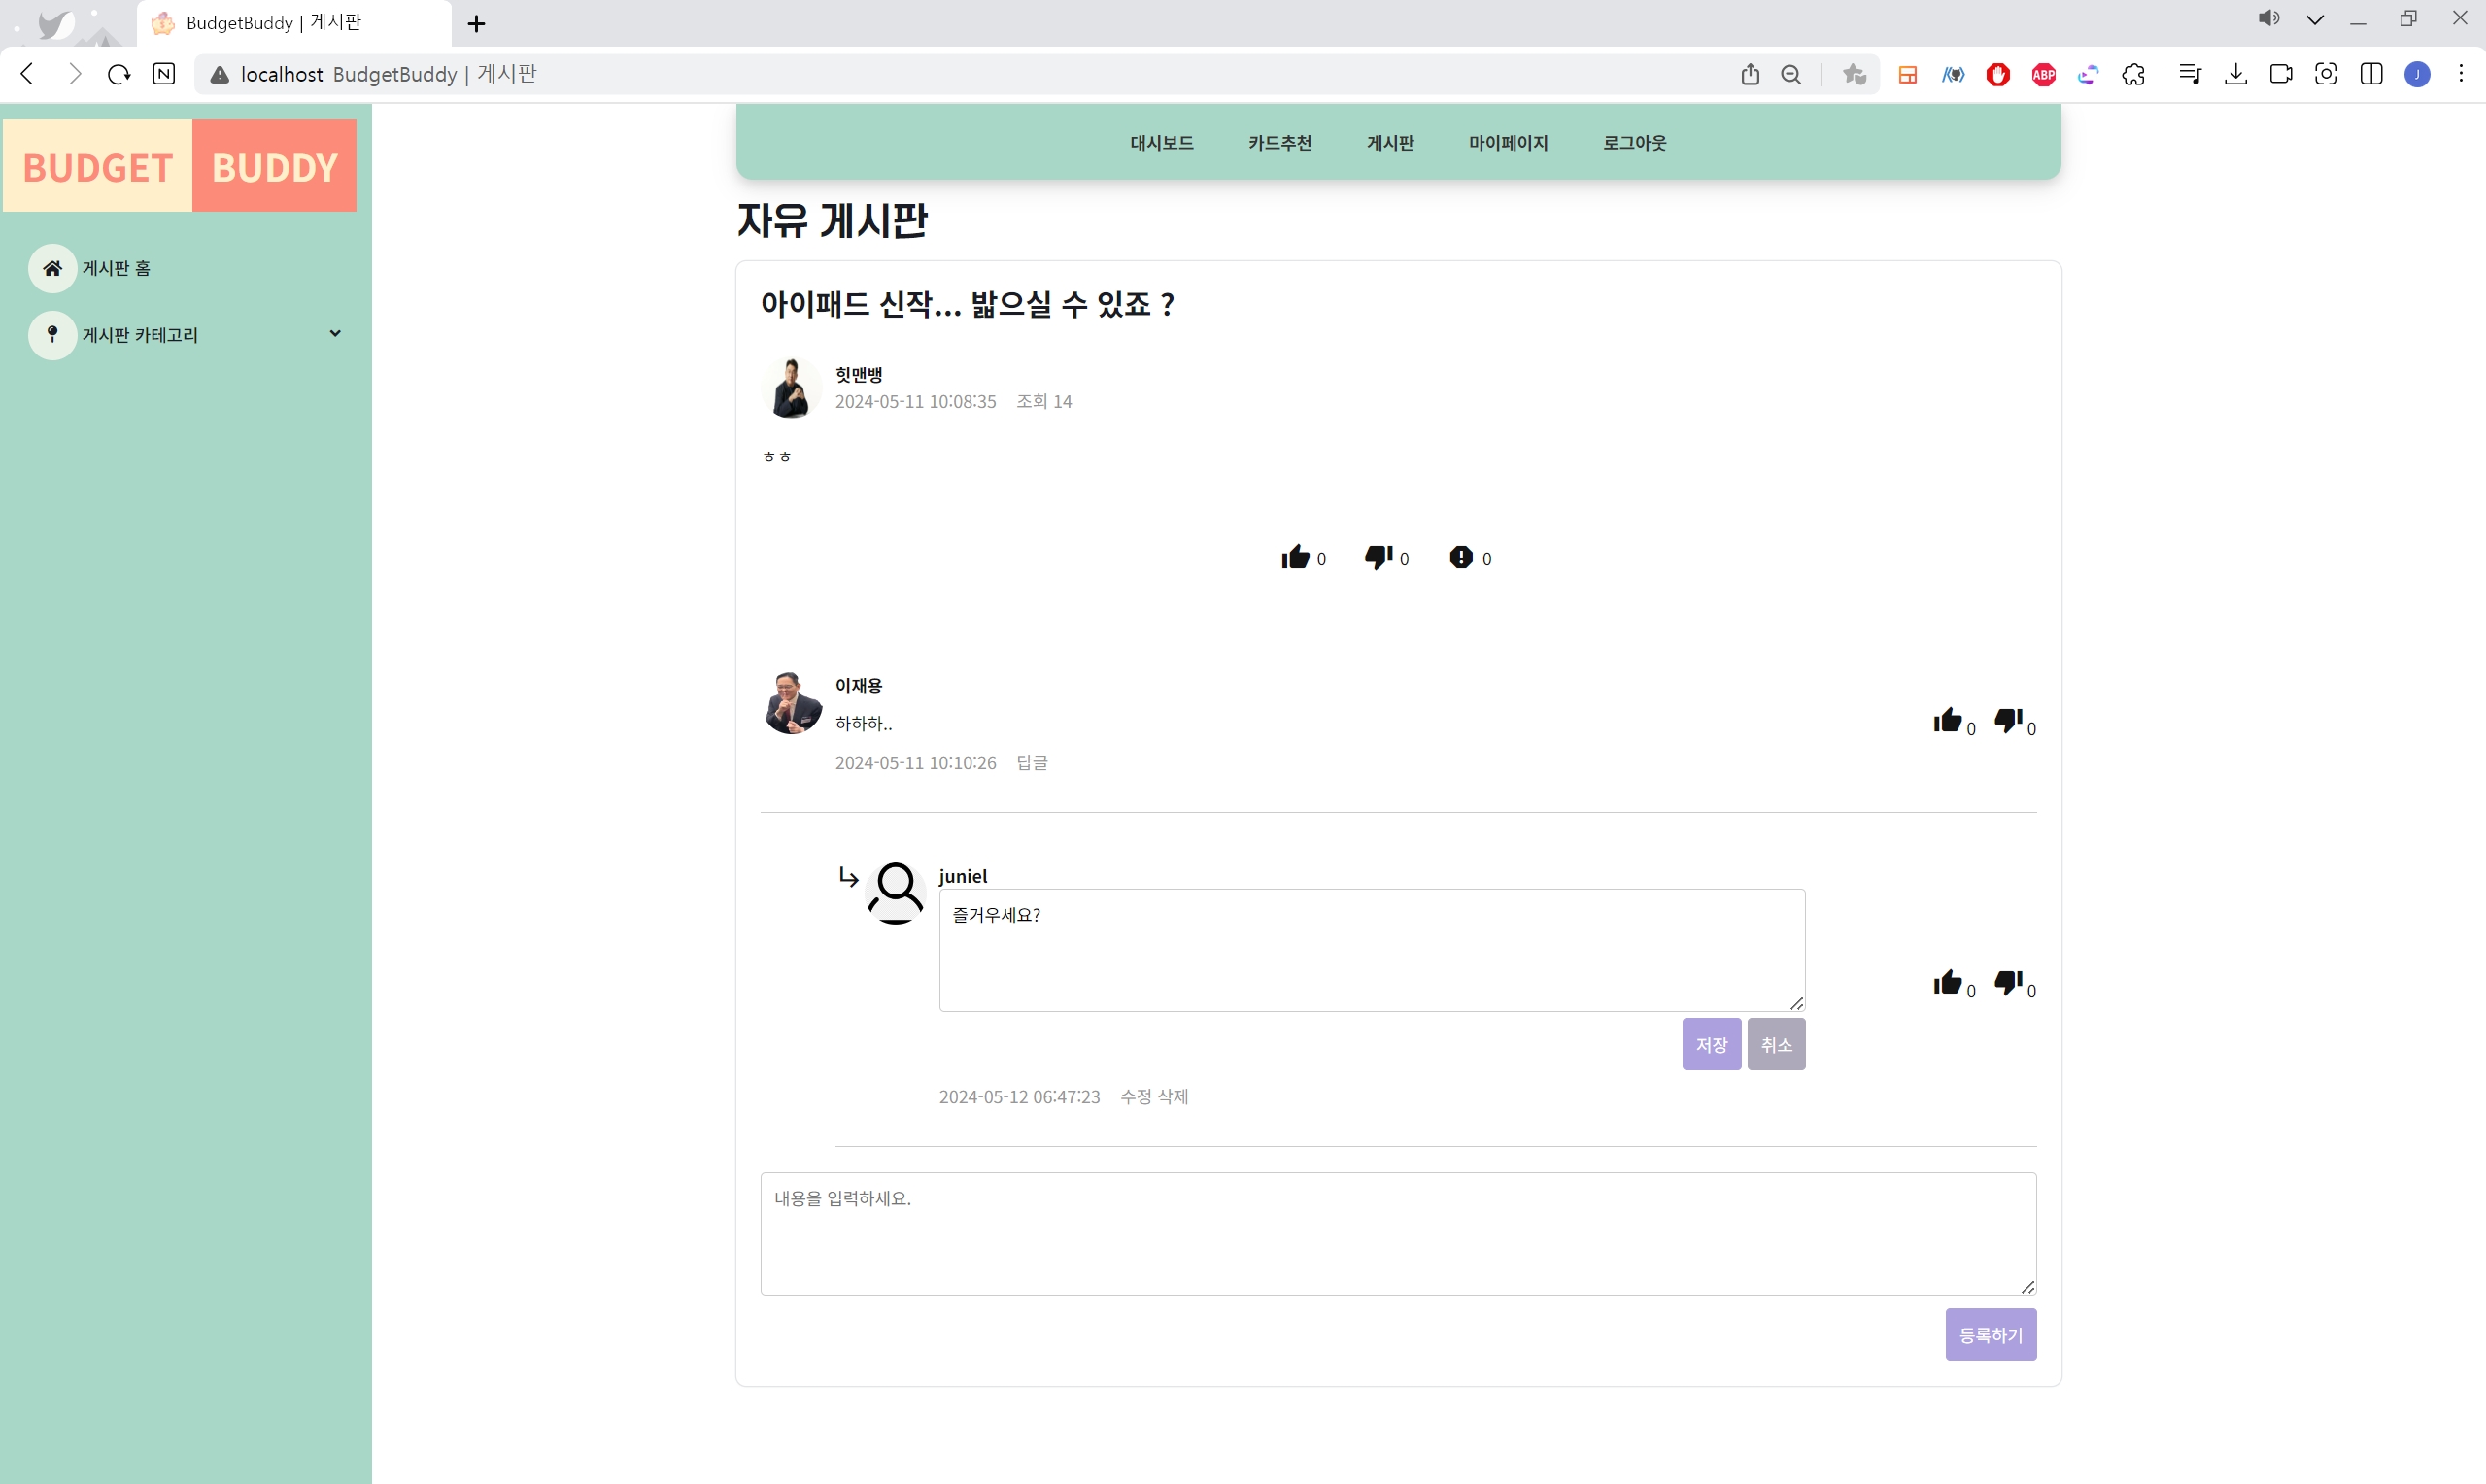 BudgetBuddy | 게시판
localhost BudgetBuddy | 게시판
ABP
J
BUDGET BUDDY
게시판 홈
게시판 카테고리
대시보드 카드추천 게시판 마이페이지 로그아웃
자유 게시판
아이패드 신작... 밟으실 수 있죠 ?
힛맨뱅
2024-05-11 10:08:35 조회 14
ㅎㅎ
0 0 0
이재용
하하하..
0 0
2024-05-11 10:10:26 답글
juniel
즐거우세요?
0 0
저장 취소
2024-05-12 06:47:23 수정 삭제
내용을 입력하세요.
등록하기